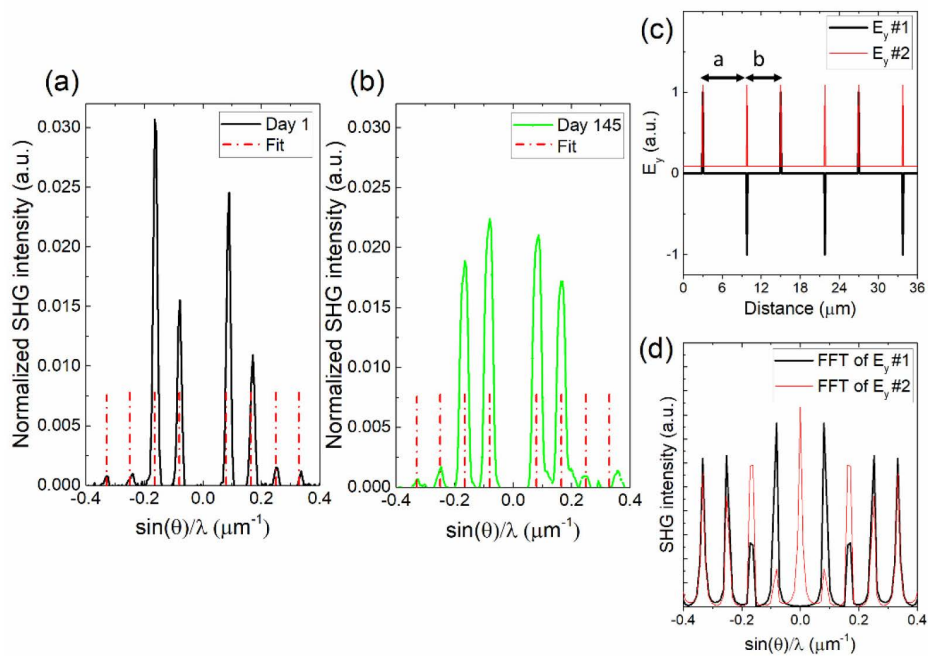 (a)
Normalized SHG intensity (a.u.)
0.030
0.025
0.020
0.015
0.010
0.005
0.000
Day 1
Fit
-0.4 -0.2 0.0 0.2 0.4
sin(θ)/λ (μm⁻¹)
(b)
Normalized SHG intensity (a.u.)
0.030
0.025
0.020
0.015
0.010
0.005
0.000
Day 145
Fit
-0.4 -0.2 0.0 0.2 0.4
sin(θ)/λ (μm⁻¹)
(c)
E_y (a.u.)
1
0
-1
a b
E_y #1
E_y #2
0 6 12 18 24 30 36
Distance (μm)
(d)
SHG intensity (a.u.)
FFT of E_y #1
FFT of E_y #2
-0.4 -0.2 0.0 0.2 0.4
sin(θ)/λ (μm⁻¹)